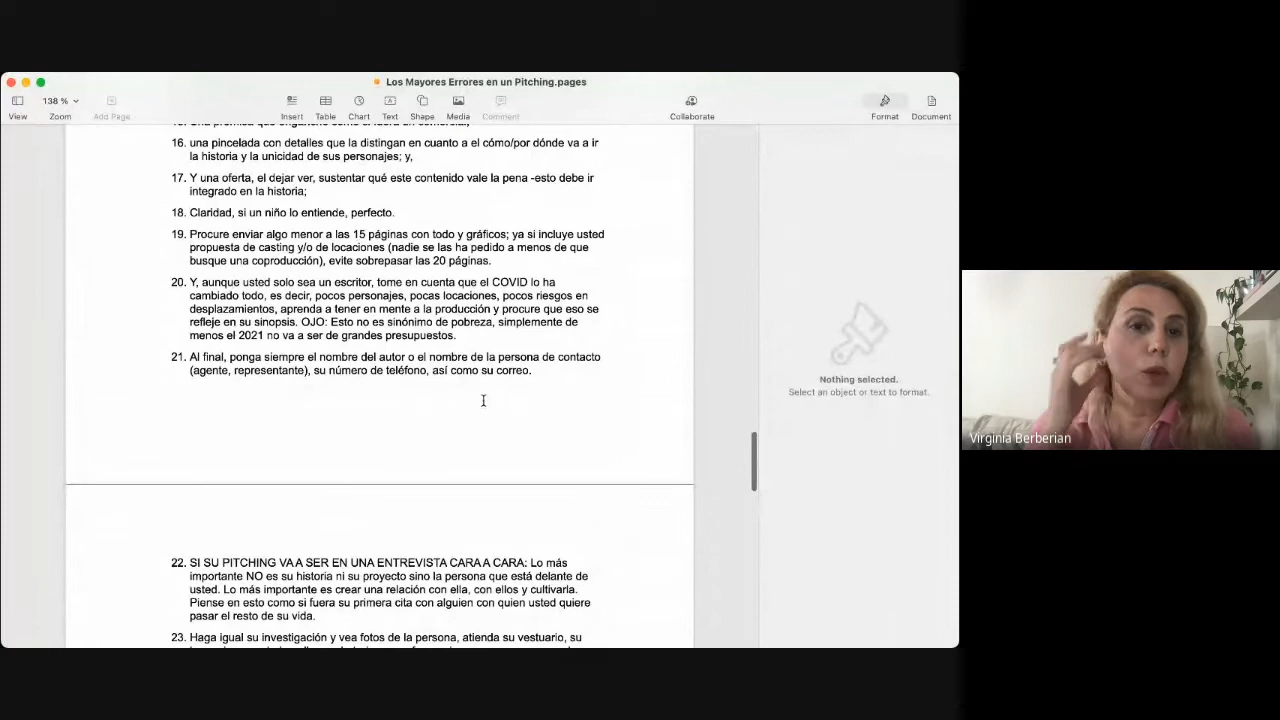 Los Mayores Errores en un Pitching.pages
138 %
View
Zoom
Add Page
Insert
Table
Chart
Text
Shape
Media
Comment
Collaborate
Format
Document
16. una pincelada con detalles que la distingan en cuanto a el cómo/por dónde va a ir
la historia y la unicidad de sus personajes; y,
17. Y una oferta, el dejar ver, sustentar qué este contenido vale la pena -esto debe ir
integrado en la historia;
18. Claridad, si un niño lo entiende, perfecto.
19. Procure enviar algo menor a las 15 páginas con todo y gráficos; ya si incluye usted
propuesta de casting y/o de locaciones (nadie se las ha pedido a menos de que
busque una coproducción), evite sobrepasar las 20 páginas.
20. Y, aunque usted solo sea un escritor, tome en cuenta que el COVID lo ha
cambiado todo, es decir, pocos personajes, pocas locaciones, pocos riesgos en
desplazamientos, aprenda a tener en mente a la producción y procure que eso se
refleje en su sinopsis. OJO: Esto no es sinónimo de pobreza, simplemente de
menos el 2021 no va a ser de grandes presupuestos.
21. Al final, ponga siempre el nombre del autor o el nombre de la persona de contacto
(agente, representante), su número de teléfono, así como su correo.
22. SI SU PITCHING VA A SER EN UNA ENTREVISTA CARA A CARA: Lo más
importante NO es su historia ni su proyecto sino la persona que está delante de
usted. Lo más importante es crear una relación con ella, con ellos y cultivarla.
Piense en esto como si fuera su primera cita con alguien con quien usted quiere
pasar el resto de su vida.
23. Haga igual su investigación y vea fotos de la persona, atienda su vestuario, su
Nothing selected.
Select an object or text to format.
Virginia Berberian